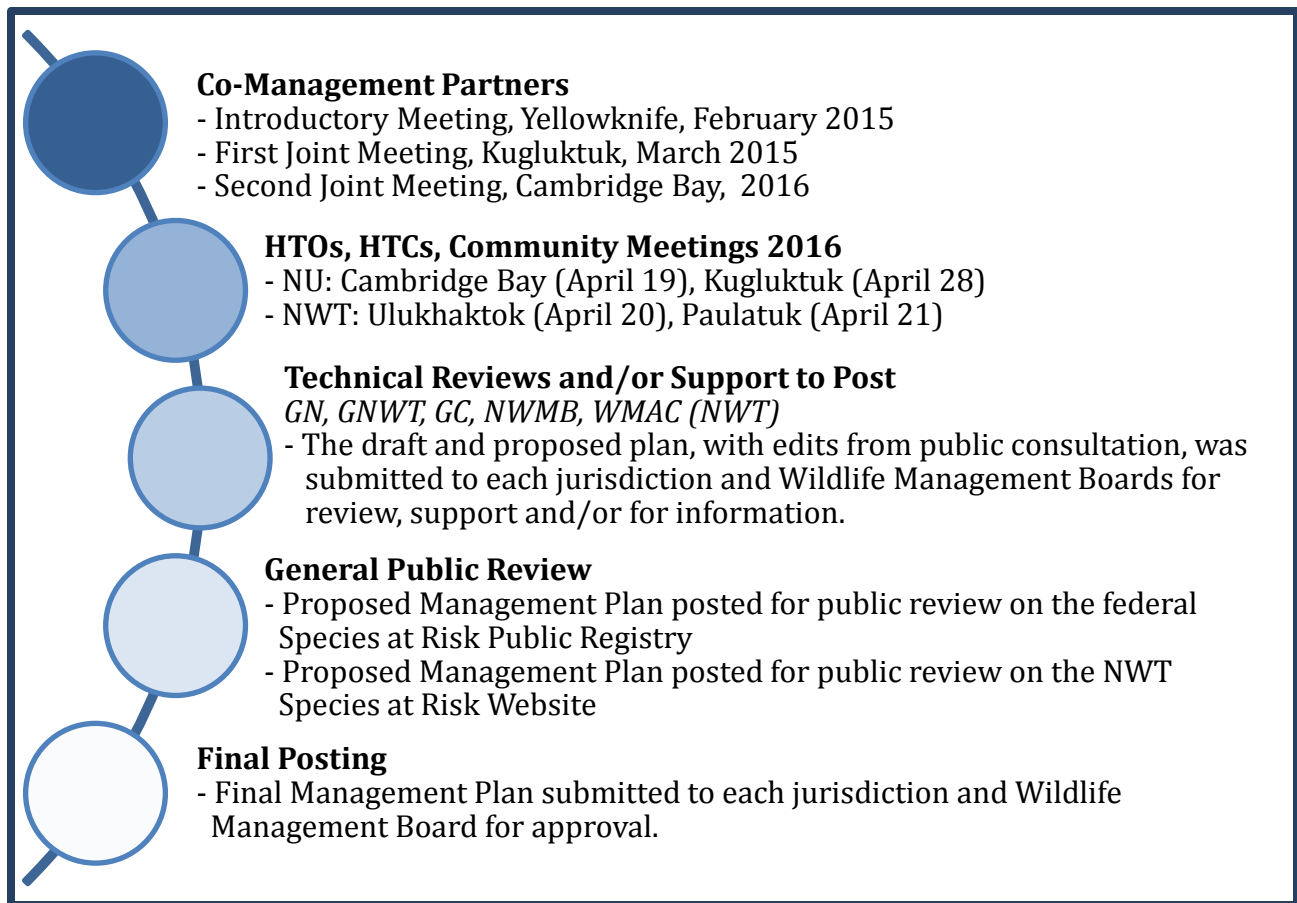 Co-Management Partners
- Introductory Meeting, Yellowknife, February 2015
- First Joint Meeting, Kugluktuk, March 2015
- Second Joint Meeting, Cambridge Bay,  2016
HTOs, HTCs, Community Meetings 2016
- NU: Cambridge Bay (April 19), Kugluktuk (April 28)
- NWT: Ulukhaktok (April 20), Paulatuk (April 21)
Technical Reviews and/or Support to Post
GN, GNWT, GC, NWMB, WMAC (NWT)
- The draft and proposed plan, with edits from public consultation, was
submitted to each jurisdiction and Wildlife Management Boards for
review, support and/or for information.
General Public Review
- Proposed Management Plan posted for public review on the federal
Species at Risk Public Registry
- Proposed Management Plan posted for public review on the NWT
Species at Risk Website
Final Posting
- Final Management Plan submitted to each jurisdiction and Wildlife
Management Board for approval.